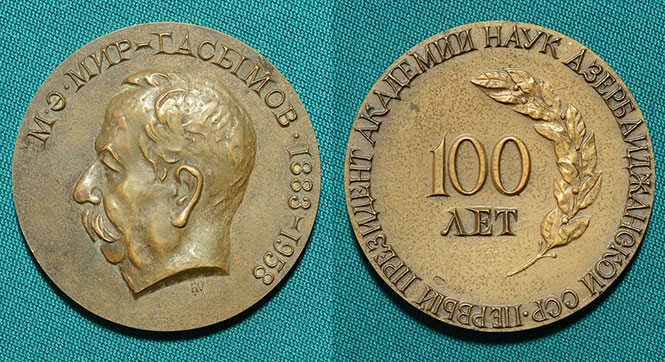 М·Ә·МИР-ГАСЫМОВ·1883-1958
ПЕРВЫЙ ПРЕЗИДЕНТ АКАДЕМИИ НАУК АЗЕРБАЙДЖАНСКОЙ ССР·
100
ЛЕТ